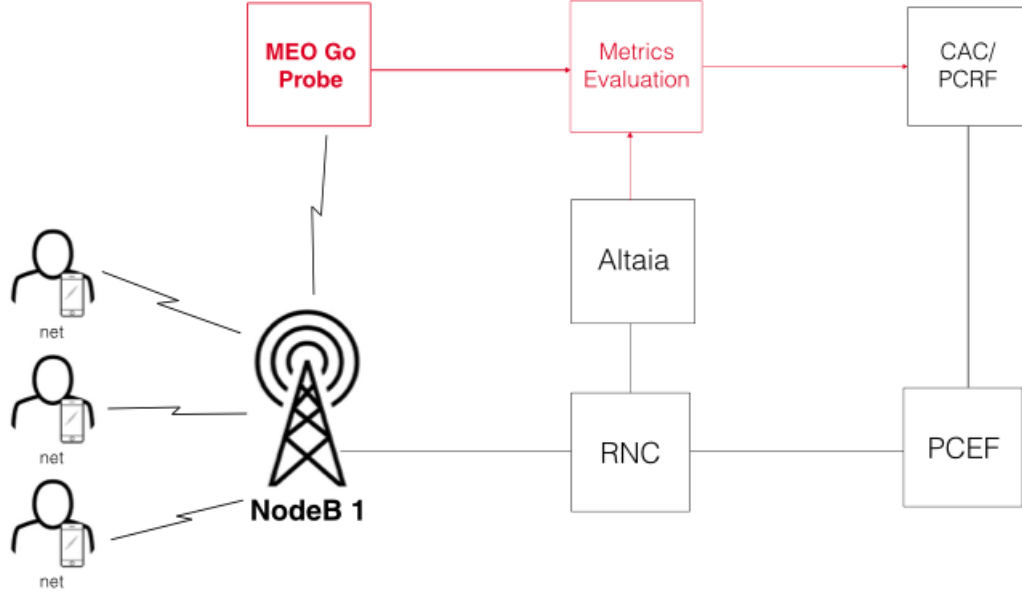 MEO Go
Probe
Metrics
Evaluation
CAC/
PCRF
Altaia
net
net
RNC
PCEF
NodeB 1
net